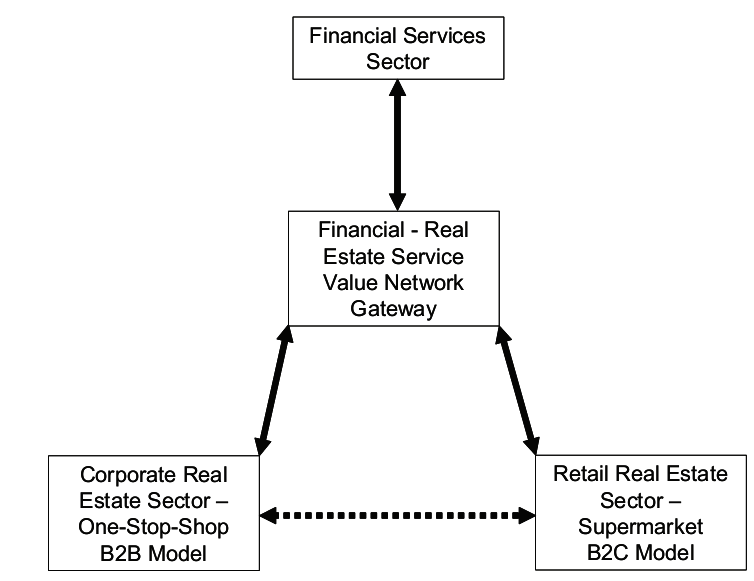 Financial Services
Sector
Financial - Real
Estate Service
Value Network
Gateway
Corporate Real
Estate Sector –
One-Stop-Shop
B2B Model
Retail Real Estate
Sector –
Supermarket
B2C Model